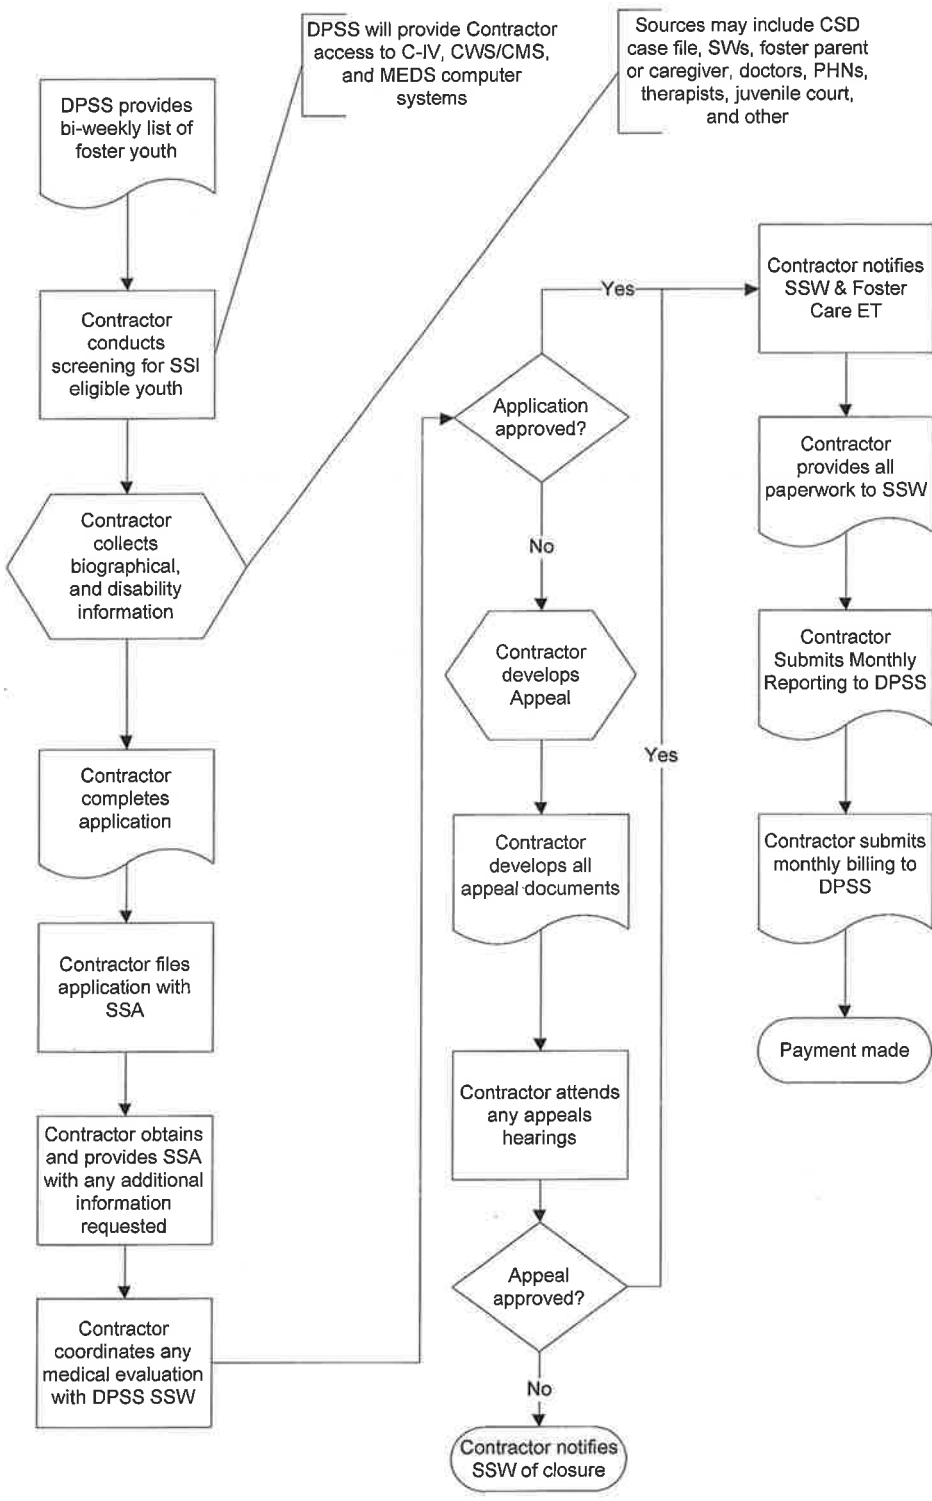 DPSS provides
bi-weekly list of
foster youth
DPSS will provide Contractor
access to C-IV, CWS/CMS,
and MEDS computer
systems
Sources may include CSD
case file, SWs, foster parent
or caregiver, doctors, PHNs,
therapists, juvenile court,
and other
Contractor
conducts
screening for SSI
eligible youth
Contractor
collects
biographical,
and disability
information
Contractor
completes
application
Contractor files
application with
SSA
Contractor obtains
and provides SSA
with any additional
information
requested
Contractor
coordinates any
medical evaluation
with DPSS SSW
Application
approved?
Yes
No
Contractor
develops
Appeal
Contractor
develops all
appeal documents
Contractor attends
any appeals
hearings
Appeal
approved?
Yes
No
Contractor notifies
SSW of closure
Contractor notifies
SSW & Foster
Care ET
Contractor
provides all
paperwork to SSW
Contractor
Submits Monthly
Reporting to DPSS
Contractor submits
monthly billing to
DPSS
Payment made